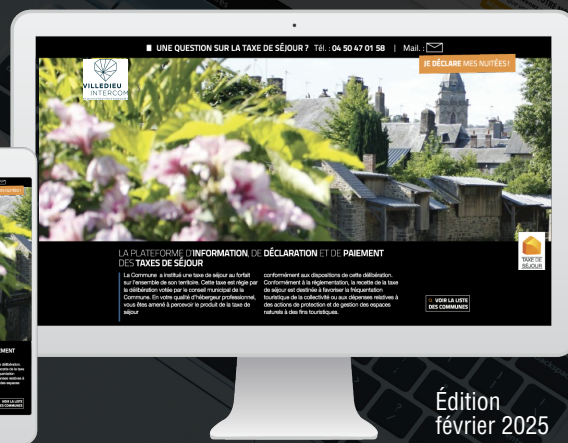 UNE QUESTION SUR LA TAXE DE SÉJOUR ? Tél. : 04 50 47 01 58 | Mail. :
JE DÉCLARE MES NUITÉES !
VILLEDIEU
INTERCOM
LA PLATEFORME D'INFORMATION, DE DÉCLARATION ET DE PAIEMENT
DES TAXES DE SÉJOUR
La Commune a institué une taxe de séjour au forfait
sur l'ensemble de son territoire. Cette taxe est régie par
la délibération votée par le conseil municipal de la
Commune. En votre qualité d'hébergeur professionnel,
vous êtes amené à percevoir le produit de la taxe de
séjour
conformément aux dispositions de cette délibération.
Conformément à la réglementation, la recette de la taxe
de séjour est destinée à favoriser la fréquentation
touristique de la collectivité ou aux dépenses relatives à
des actions de protection et de gestion des espaces
naturels à des fins touristiques.
TAXE DE
SÉJOUR
VOIR LA LISTE
DES COMMUNES
Édition
février 2025